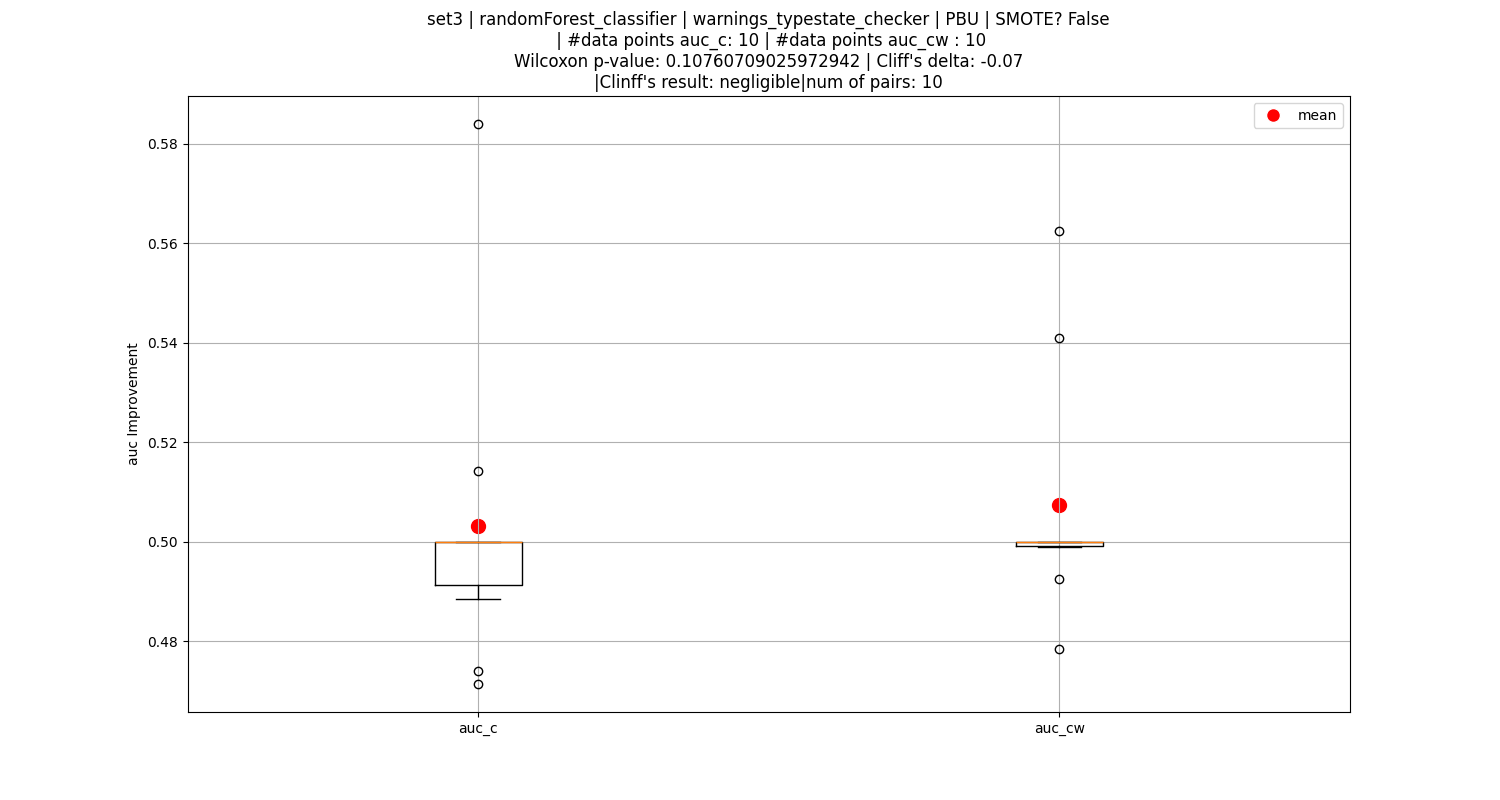 set3 | randomForest_classifier | warnings_typestate_checker | PBU | SMOTE? False
| #data points auc_c: 10 | #data points auc_cw : 10
Wilcoxon p-value: 0.10760709025972942 | Cliff's delta: -0.07
|Clinff's result: negligible|num of pairs: 10
mean
0.58
0.56
0.54
0.52
0.50
0.48
auc Improvement
auc_c
auc_cw